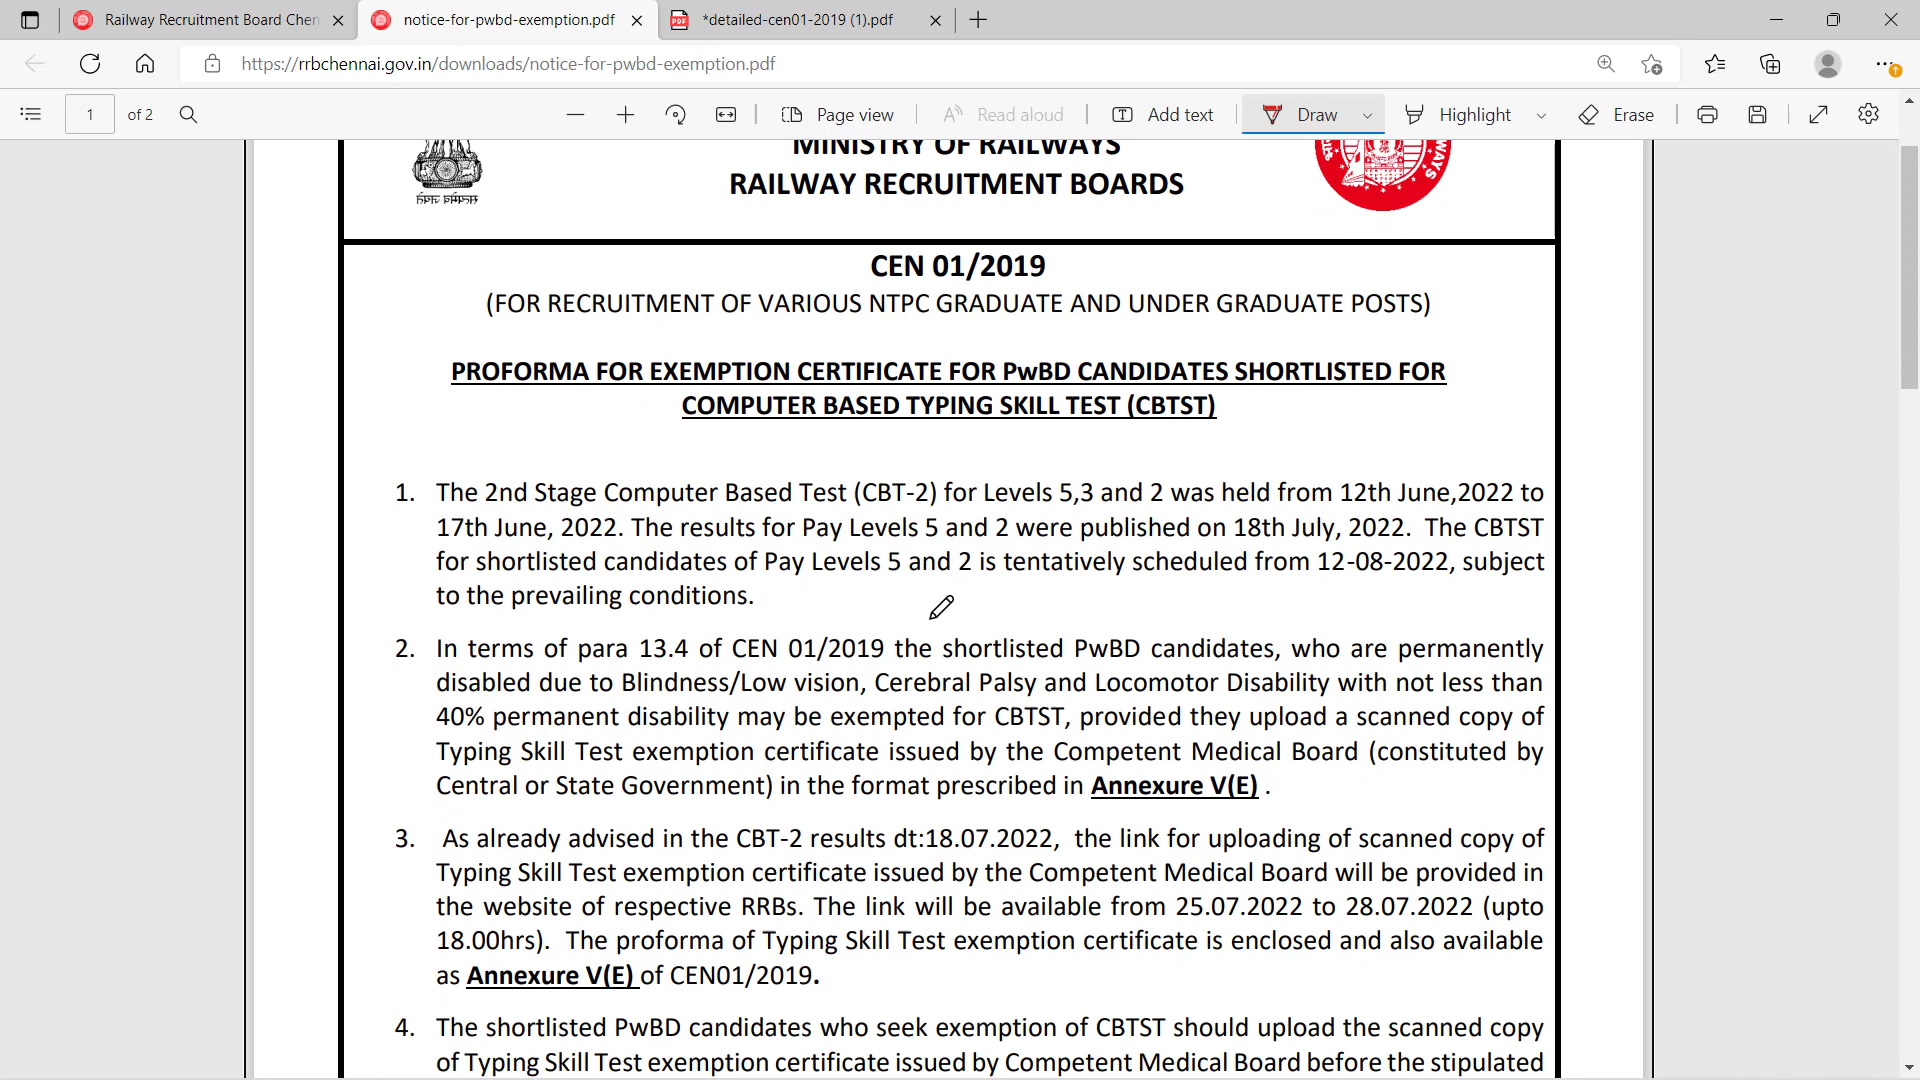 Railway Recruitment Board Chen
notice-for-pwbd-exemption.pdf
*detailed-cen01-2019 (1).pdf
https://rrbchennai.gov.in/downloads/notice-for-pwbd-exemption.pdf
1 of 2
Page view
Read aloud
Add text
Draw
Highlight
Erase
MINISTRY OF RAILWAYS
RAILWAY RECRUITMENT BOARDS
CEN 01/2019
(FOR RECRUITMENT OF VARIOUS NTPC GRADUATE AND UNDER GRADUATE POSTS)
PROFORMA FOR EXEMPTION CERTIFICATE FOR PwBD CANDIDATES SHORTLISTED FOR
COMPUTER BASED TYPING SKILL TEST (CBTST)
1. The 2nd Stage Computer Based Test (CBT-2) for Levels 5,3 and 2 was held from 12th June,2022 to
17th June, 2022. The results for Pay Levels 5 and 2 were published on 18th July, 2022. The CBTST
for shortlisted candidates of Pay Levels 5 and 2 is tentatively scheduled from 12-08-2022, subject
to the prevailing conditions.
2. In terms of para 13.4 of CEN 01/2019 the shortlisted PwBD candidates, who are permanently
disabled due to Blindness/Low vision, Cerebral Palsy and Locomotor Disability with not less than
40% permanent disability may be exempted for CBTST, provided they upload a scanned copy of
Typing Skill Test exemption certificate issued by the Competent Medical Board (constituted by
Central or State Government) in the format prescribed in Annexure V(E) .
3. As already advised in the CBT-2 results dt:18.07.2022, the link for uploading of scanned copy of
Typing Skill Test exemption certificate issued by the Competent Medical Board will be provided in
the website of respective RRBs. The link will be available from 25.07.2022 to 28.07.2022 (upto
18.00hrs). The proforma of Typing Skill Test exemption certificate is enclosed and also available
as Annexure V(E) of CEN01/2019.
4. The shortlisted PwBD candidates who seek exemption of CBTST should upload the scanned copy
of Typing Skill Test exemption certificate issued by Competent Medical Board before the stipulated